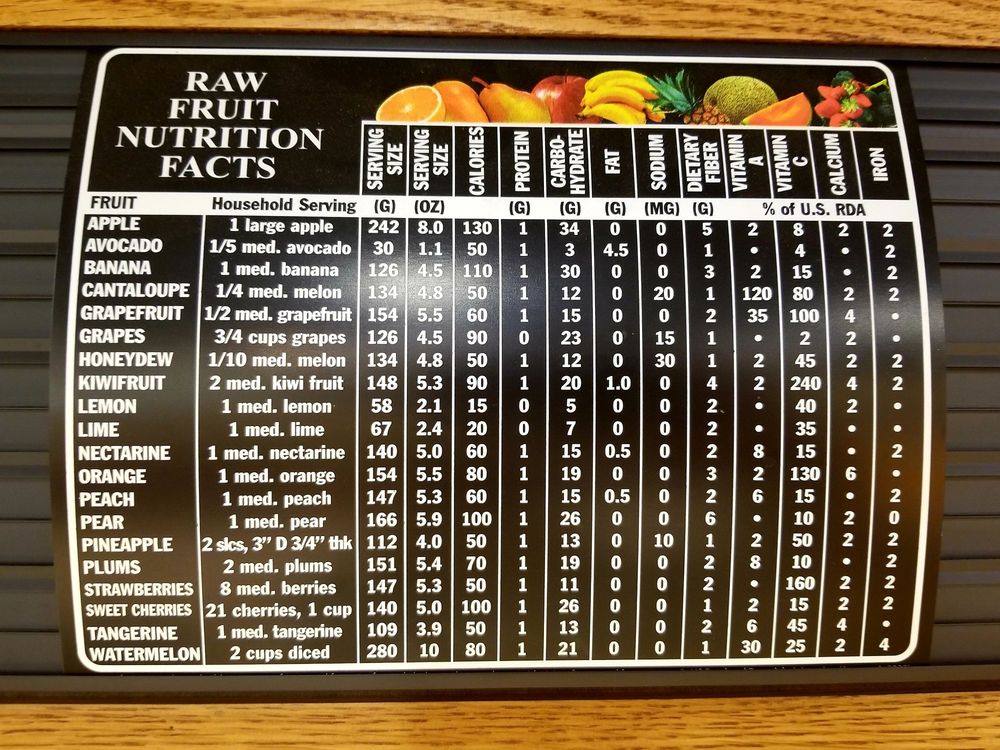 RAW
FRUIT
NUTRITION
FACTS
SERVING SIZE SERVING SIZE CALORIES PROTEIN CARBO-HYDRATE FAT SODIUM DIETARY FIBER VITAMIN A VITAMIN C CALCIUM IRON
FRUIT Household Serving (G) (OZ) (G) (G) (G) (MG) (G) % of U.S. RDA
APPLE 1 large apple 242 8.0 130 1 34 0 0 5 2 8 2 2
AVOCADO 1/5 med. avocado 30 1.1 50 1 3 4.5 0 1 • 4 • 2
BANANA 1 med. banana 126 4.5 110 1 30 0 0 3 2 15 • 2
CANTALOUPE 1/4 med. melon 134 4.8 50 1 12 0 20 1 120 80 2 2
GRAPEFRUIT 1/2 med. grapefruit 154 5.5 60 1 15 0 0 2 35 100 4 •
GRAPES 3/4 cups grapes 126 4.5 90 0 23 0 15 1 • 2 2 •
HONEYDEW 1/10 med. melon 134 4.8 50 1 12 0 30 1 2 45 2 2
KIWIFRUIT 2 med. kiwi fruit 148 5.3 90 1 20 1.0 0 4 2 240 4 2
LEMON 1 med. lemon 58 2.1 15 0 5 0 0 2 • 40 2 •
LIME 1 med. lime 67 2.4 20 0 7 0 0 2 • 35 • •
NECTARINE 1 med. nectarine 140 5.0 60 1 15 0.5 0 2 8 15 • 2
ORANGE 1 med. orange 154 5.5 80 1 19 0 0 3 2 130 6 •
PEACH 1 med. peach 147 5.3 60 1 15 0.5 0 2 6 15 • 2
PEAR 1 med. pear 166 5.9 100 1 26 0 0 6 • 10 2 0
PINEAPPLE 2 slcs, 3” D 3/4” thk 112 4.0 50 1 13 0 10 1 2 50 2 2
PLUMS 2 med. plums 151 5.4 70 1 19 0 0 2 8 10 • 2
STRAWBERRIES 8 med. berries 147 5.3 50 1 11 0 0 2 • 160 2 2
SWEET CHERRIES 21 cherries, 1 cup 140 5.0 100 1 26 0 0 1 2 15 2 2
TANGERINE 1 med. tangerine 109 3.9 50 1 13 0 0 2 6 45 4 •
WATERMELON 2 cups diced 280 10 80 1 21 0 0 1 30 25 2 4